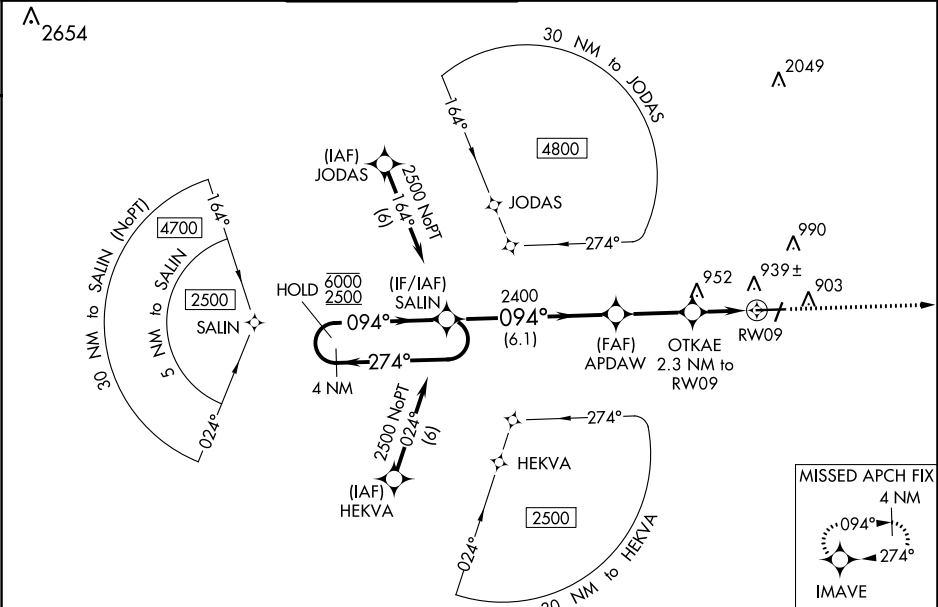 2654
30 NM to JODAS
2049
164°
4800
(IAF)
JODAS
2500 NoPT
164°
(6)
JODAS
274°
30 NM to SALIN (NoPT)
164°
4700
5 NM to SALIN
2500
SALIN
024°
HOLD
6000
2500
(IF/IAF)
SALIN
094°
274°
4 NM
2400
094°
(6.1)
(FAF)
APDAW
952
OTKAE
2.3 NM to
RW09
990
939±
903
RW09
2500 NoPT
024°
(6)
(IAF)
HEKVA
274°
HEKVA
2500
024°
30 NM to HEKVA
MISSED APCH FIX
4 NM
094°
274°
IMAVE